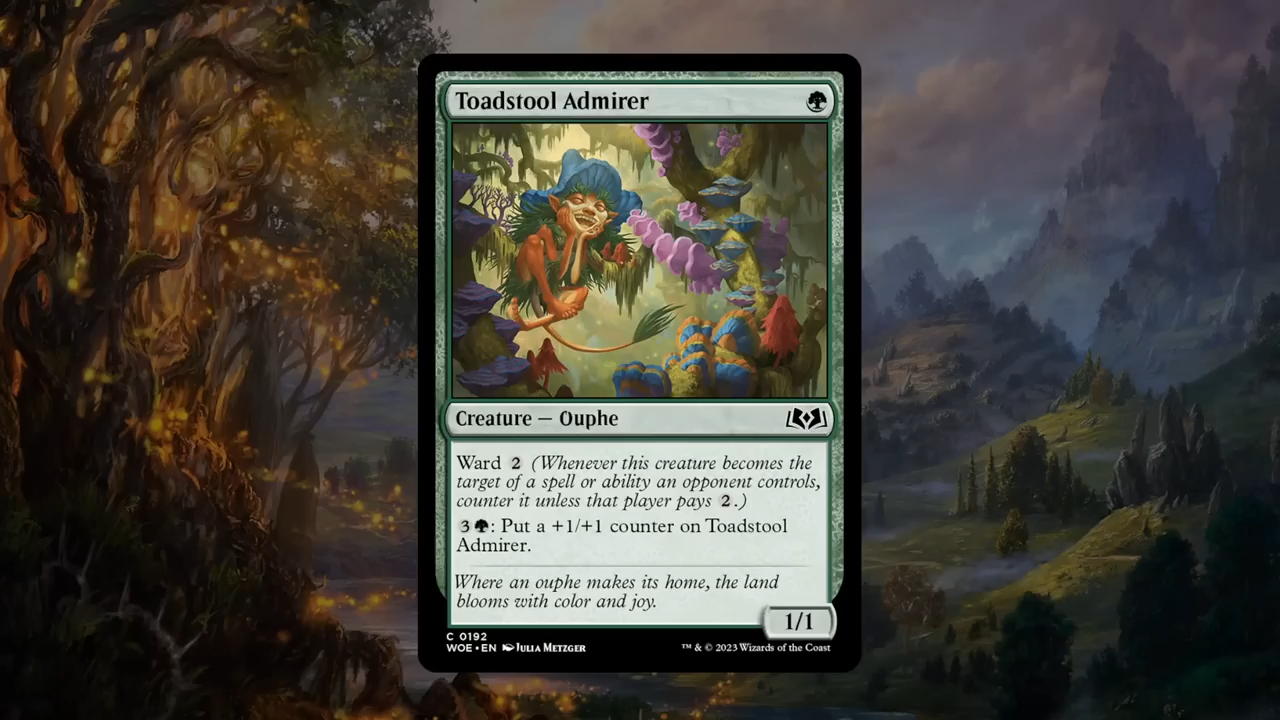 Toadstool Admirer
Creature — Ouphe
Ward 2 (Whenever this creature becomes the
target of a spell or ability an opponent controls,
counter it unless that player pays 2.)
3: Put a +1/+1 counter on Toadstool
Admirer.
Where an ouphe makes its home, the land
blooms with color and joy.
1/1
C 0192
WOE • EN Julia Metzger
™ & © 2023 Wizards of the Coast